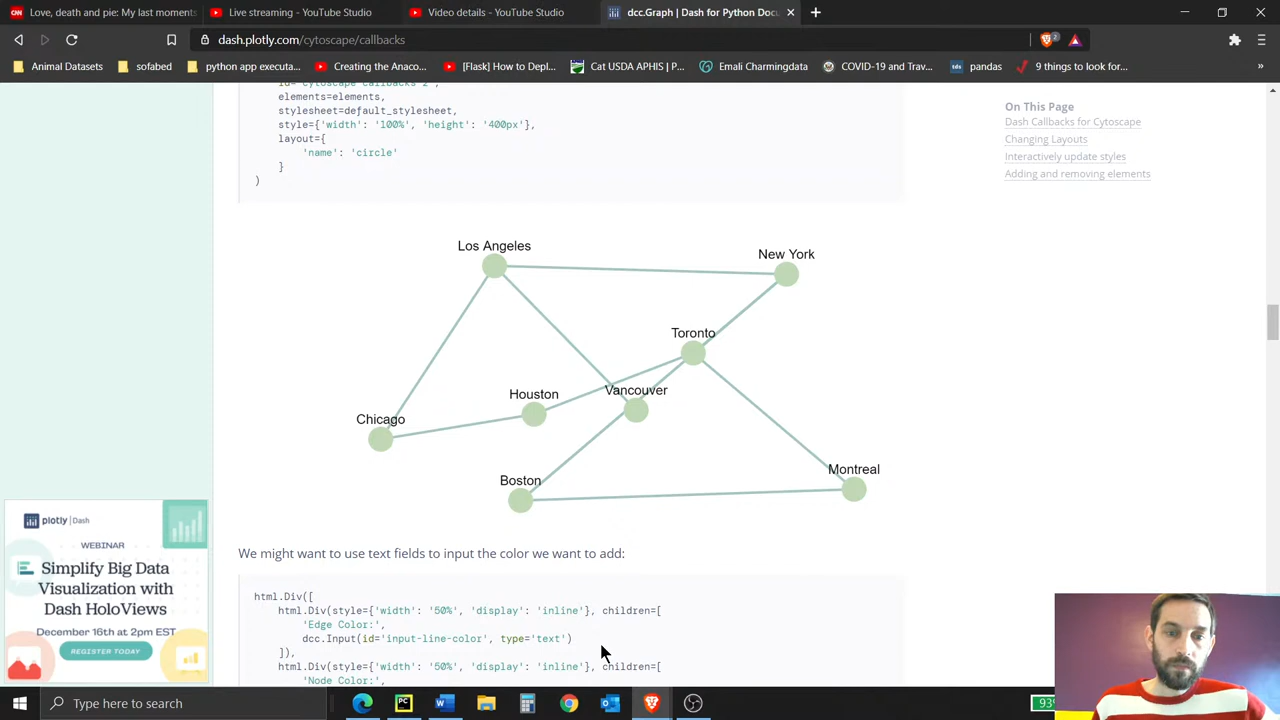 Love, death and pie: My last moments
Live streaming - YouTube Studio
Video details - YouTube Studio
dcc.Graph | Dash for Python Docu
dash.plotly.com/cytoscape/callbacks
2
Animal Datasets
sofabed
python app executa...
Creating the Anaco...
[Flask] How to Depl...
Cat USDA APHIS | P...
Emili Charmingdata
COVID-19 and Trav...
pandas
9 things to look for...
elements=elements,
stylesheet=default_stylesheet,
style={'width': '100%', 'height': '400px'},
layout={
'name': 'circle'
}
)
On This Page
Dash Callbacks for Cytoscape
Changing Layouts
Interactively update styles
Adding and removing elements
Los Angeles
New York
Toronto
Houston
Vancouver
Chicago
Boston
Montreal
We might want to use text fields to input the color we want to add:
html.Div([
html.Div(style={'width': '50%', 'display': 'inline'}, children=[
'Edge Color:',
dcc.Input(id='input-line-color', type='text')
]),
html.Div(style={'width': '50%', 'display': 'inline'}, children=[
'Node Color:',
plotly | Dash
WEBINAR
Simplify Big Data
Visualization with
Dash HoloViews
December 16th at 2pm EST
REGISTER TODAY
Type here to search
93%